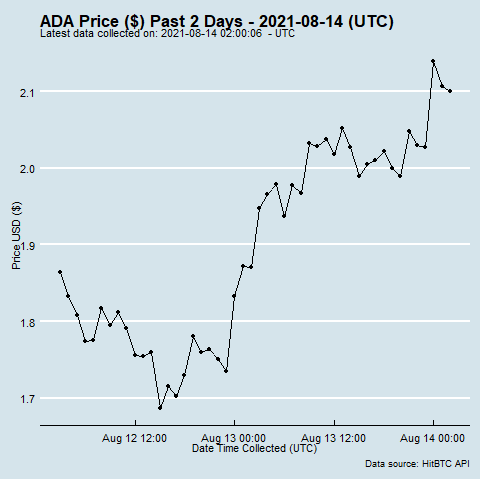 ADA Price ($) Past 2 Days - 2021-08-14 (UTC)
Latest data collected on: 2021-08-14 02:00:06 - UTC
2.1
2.0
1.9
1.8
1.7
Price USD ($)
Aug 12 12:00 Aug 13 00:00 Aug 13 12:00 Aug 14 00:00
Date Time Collected (UTC)
Data source: HitBTC API